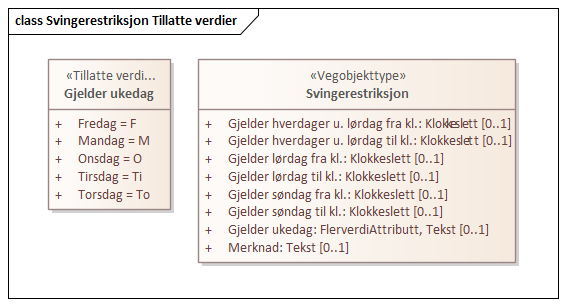 class Svingerestriksjon Tillatte verdier
«Tillatte verdi...
Gjelder ukedag
+ Fredag = F
+ Mandag = M
+ Onsdag = O
+ Tirsdag = Ti
+ Torsdag = To
«Vegobjekttype»
Svingerestriksjon
+ Gjelder hverdager u. lørdag fra kl.: Klokkeslett [0..1]
+ Gjelder hverdager u. lørdag til kl.: Klokkeslett [0..1]
+ Gjelder lørdag fra kl.: Klokkeslett [0..1]
+ Gjelder lørdag til kl.: Klokkeslett [0..1]
+ Gjelder søndag fra kl.: Klokkeslett [0..1]
+ Gjelder søndag til kl.: Klokkeslett [0..1]
+ Gjelder ukedag: FlerverdiAttributt, Tekst [0..1]
+ Merknad: Tekst [0..1]